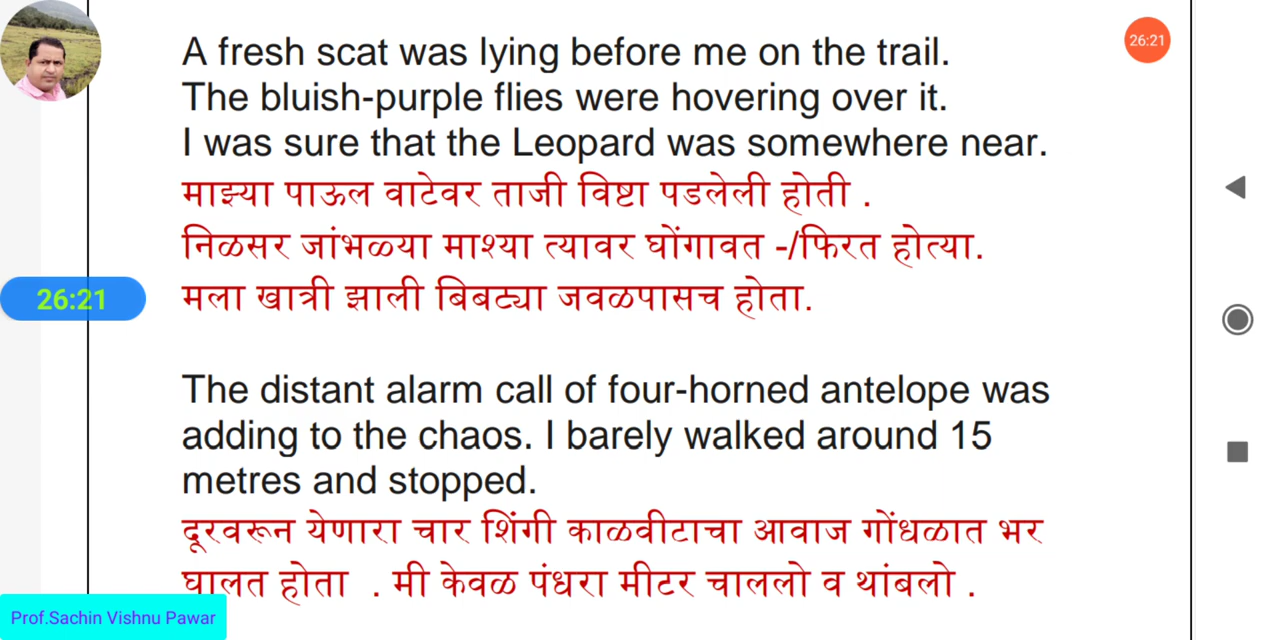 A fresh scat was lying before me on the trail.
26:21
The bluish-purple flies were hovering over it.
I was sure that the Leopard was somewhere near.
माझ्या पाऊल वाटेवर ताजी विष्टा पडलेली होती .
निळसर जांभळ्या माश्या त्यावर घोंगावत -/फिरत होत्या.
26:21
मला खात्री झाली बिबट्या जवळपासच होता.
The distant alarm call of four-horned antelope was
adding to the chaos. I barely walked around 15
metres and stopped.
दूरवरून येणारा चार शिंगी काळवीटाचा आवाज गोंधळात भर
घालत होता . मी केवळ पंधरा मीटर चाललो व थांबलो .
Prof.Sachin Vishnu Pawar